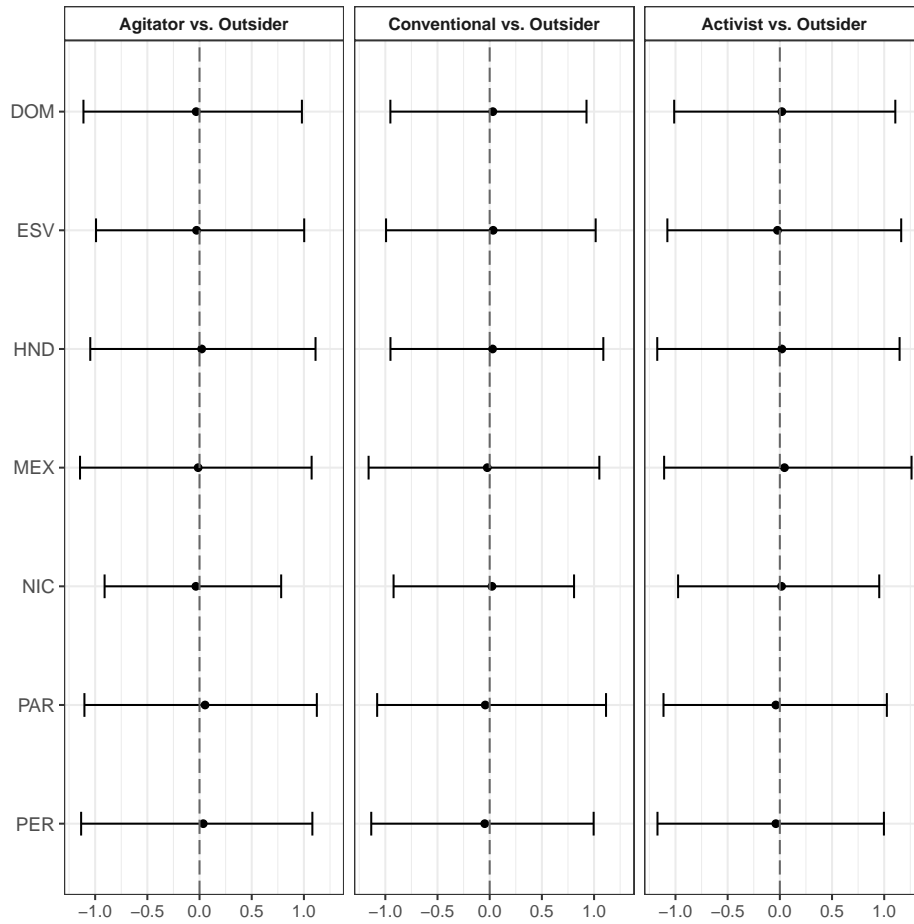 Agitator vs. Outsider
Conventional vs. Outsider
Activist vs. Outsider
DOM
ESV
HND
MEX
NIC
PAR
PER
−1.0 −0.5 0.0 0.5 1.0
−1.0 −0.5 0.0 0.5 1.0
−1.0 −0.5 0.0 0.5 1.0